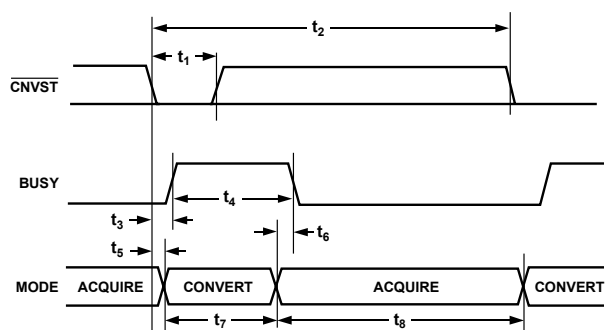 t2
t1
CNVST
BUSY
t4
t3
t6
t5
MODE ACQUIRE CONVERT ACQUIRE CONVERT
t7 t8